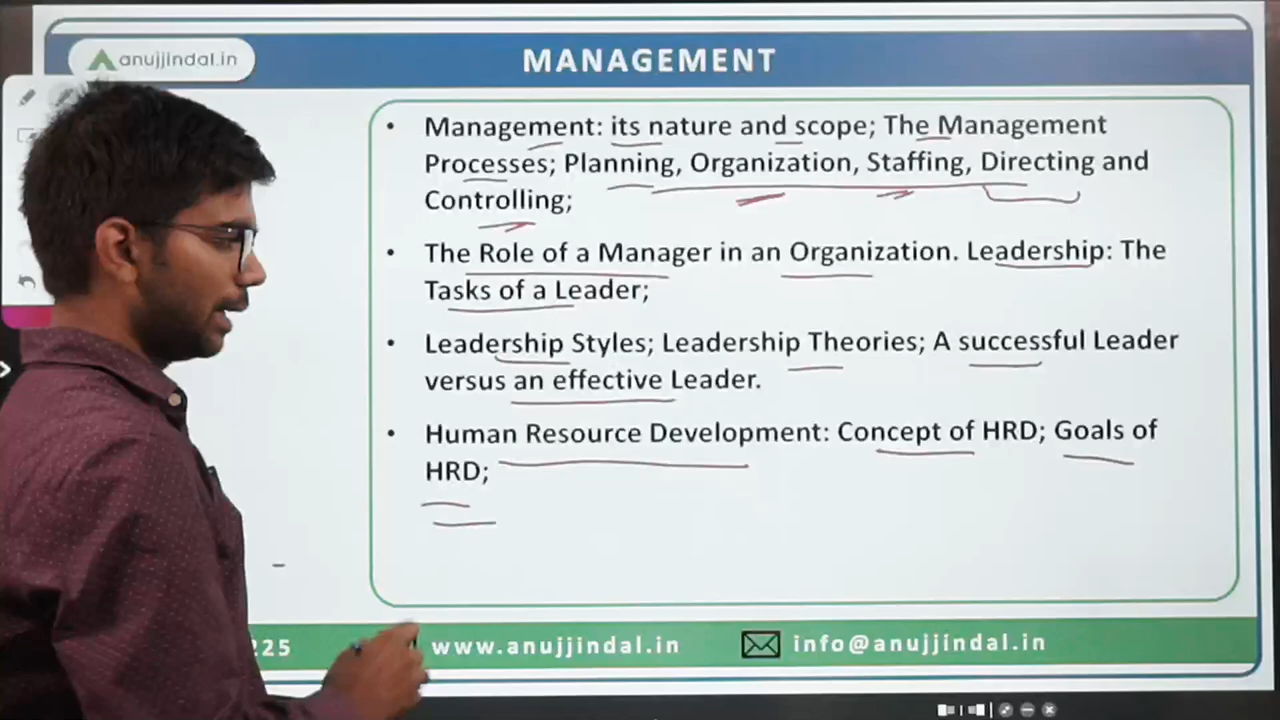 anujjindal.in
MANAGEMENT
• Management: its nature and scope; The Management
Processes; Planning, Organization, Staffing, Directing and
Controlling;
• The Role of a Manager in an Organization. Leadership: The
Tasks of a Leader;
• Leadership Styles; Leadership Theories; A successful Leader
versus an effective Leader.
• Human Resource Development: Concept of HRD; Goals of
HRD;
225 www.anujjindal.in info@anujjindal.in